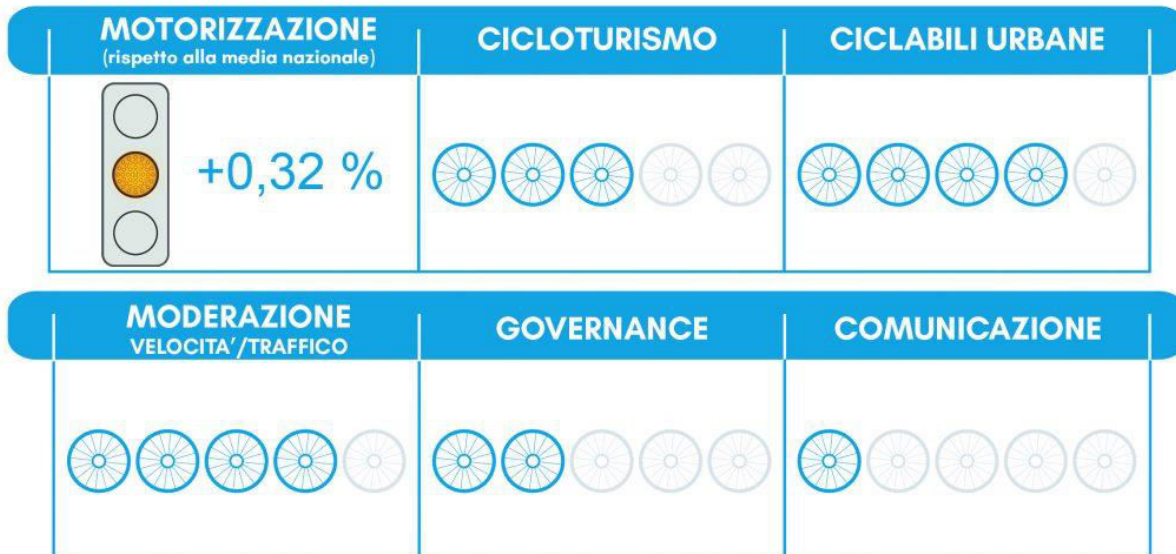 MOTORIZZAZIONE
(rispetto alla media nazionale)
CICLOTURISMO
CICLABILI URBANE
+0,32 %
MODERAZIONE
VELOCITA'/TRAFFICO
GOVERNANCE
COMUNICAZIONE